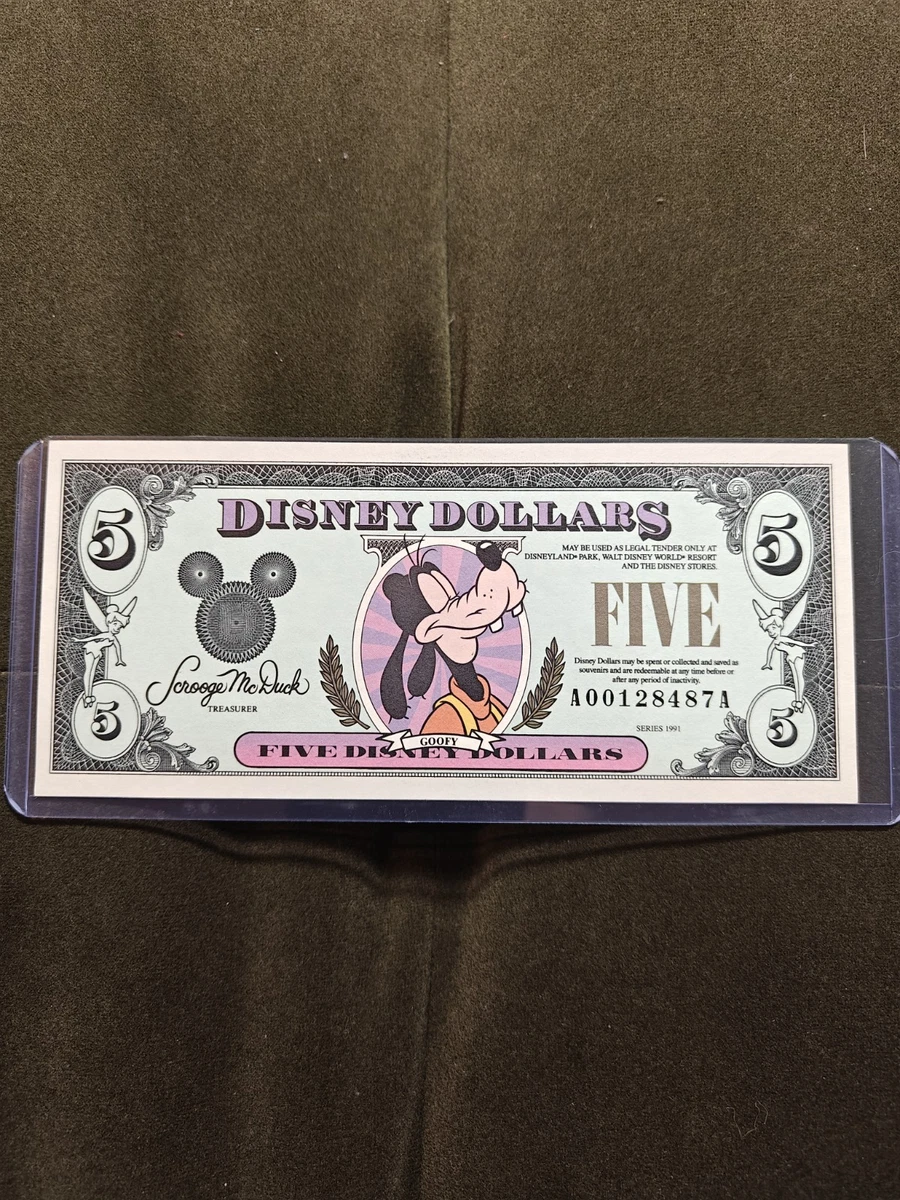 5
5
DISNEY DOLLARS
MAY BE USED AS LEGAL TENDER ONLY AT
DISNEYLAND® PARK, WALT DISNEY WORLD® RESORT
AND THE DISNEY STORES.
FIVE
Scrooge McDuck
TREASURER
Disney Dollars may be spent or collected and saved as
souvenirs and are redeemable at any time before or
after any period of inactivity.
A00128487A
SERIES 1991
5
5
GOOFY
FIVE DISNEY DOLLARS